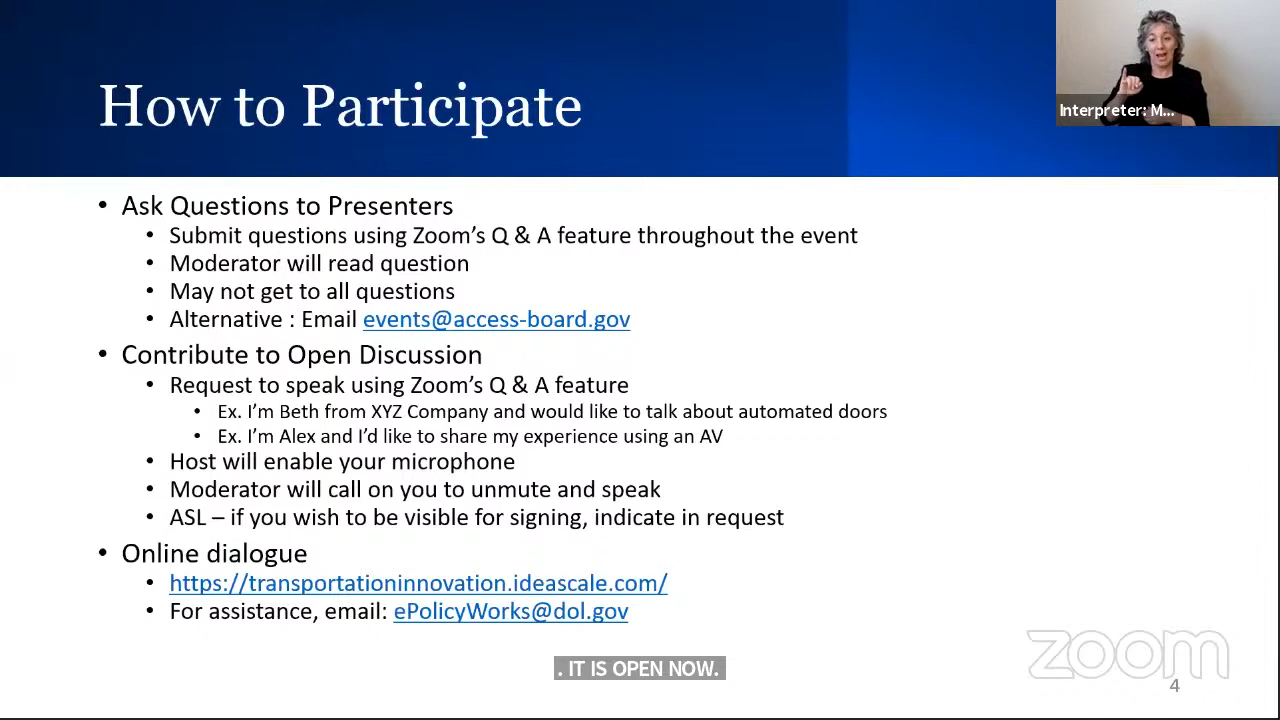 How to Participate
Interpreter: M...
• Ask Questions to Presenters
• Submit questions using Zoom’s Q & A feature throughout the event
• Moderator will read question
• May not get to all questions
• Alternative : Email events@access-board.gov
• Contribute to Open Discussion
• Request to speak using Zoom’s Q & A feature
• Ex. I’m Beth from XYZ Company and would like to talk about automated doors
• Ex. I’m Alex and I’d like to share my experience using an AV
• Host will enable your microphone
• Moderator will call on you to unmute and speak
• ASL – if you wish to be visible for signing, indicate in request
• Online dialogue
• https://transportationinnovation.ideascale.com/
• For assistance, email: ePolicyWorks@dol.gov
. IT IS OPEN NOW.
zoom
4